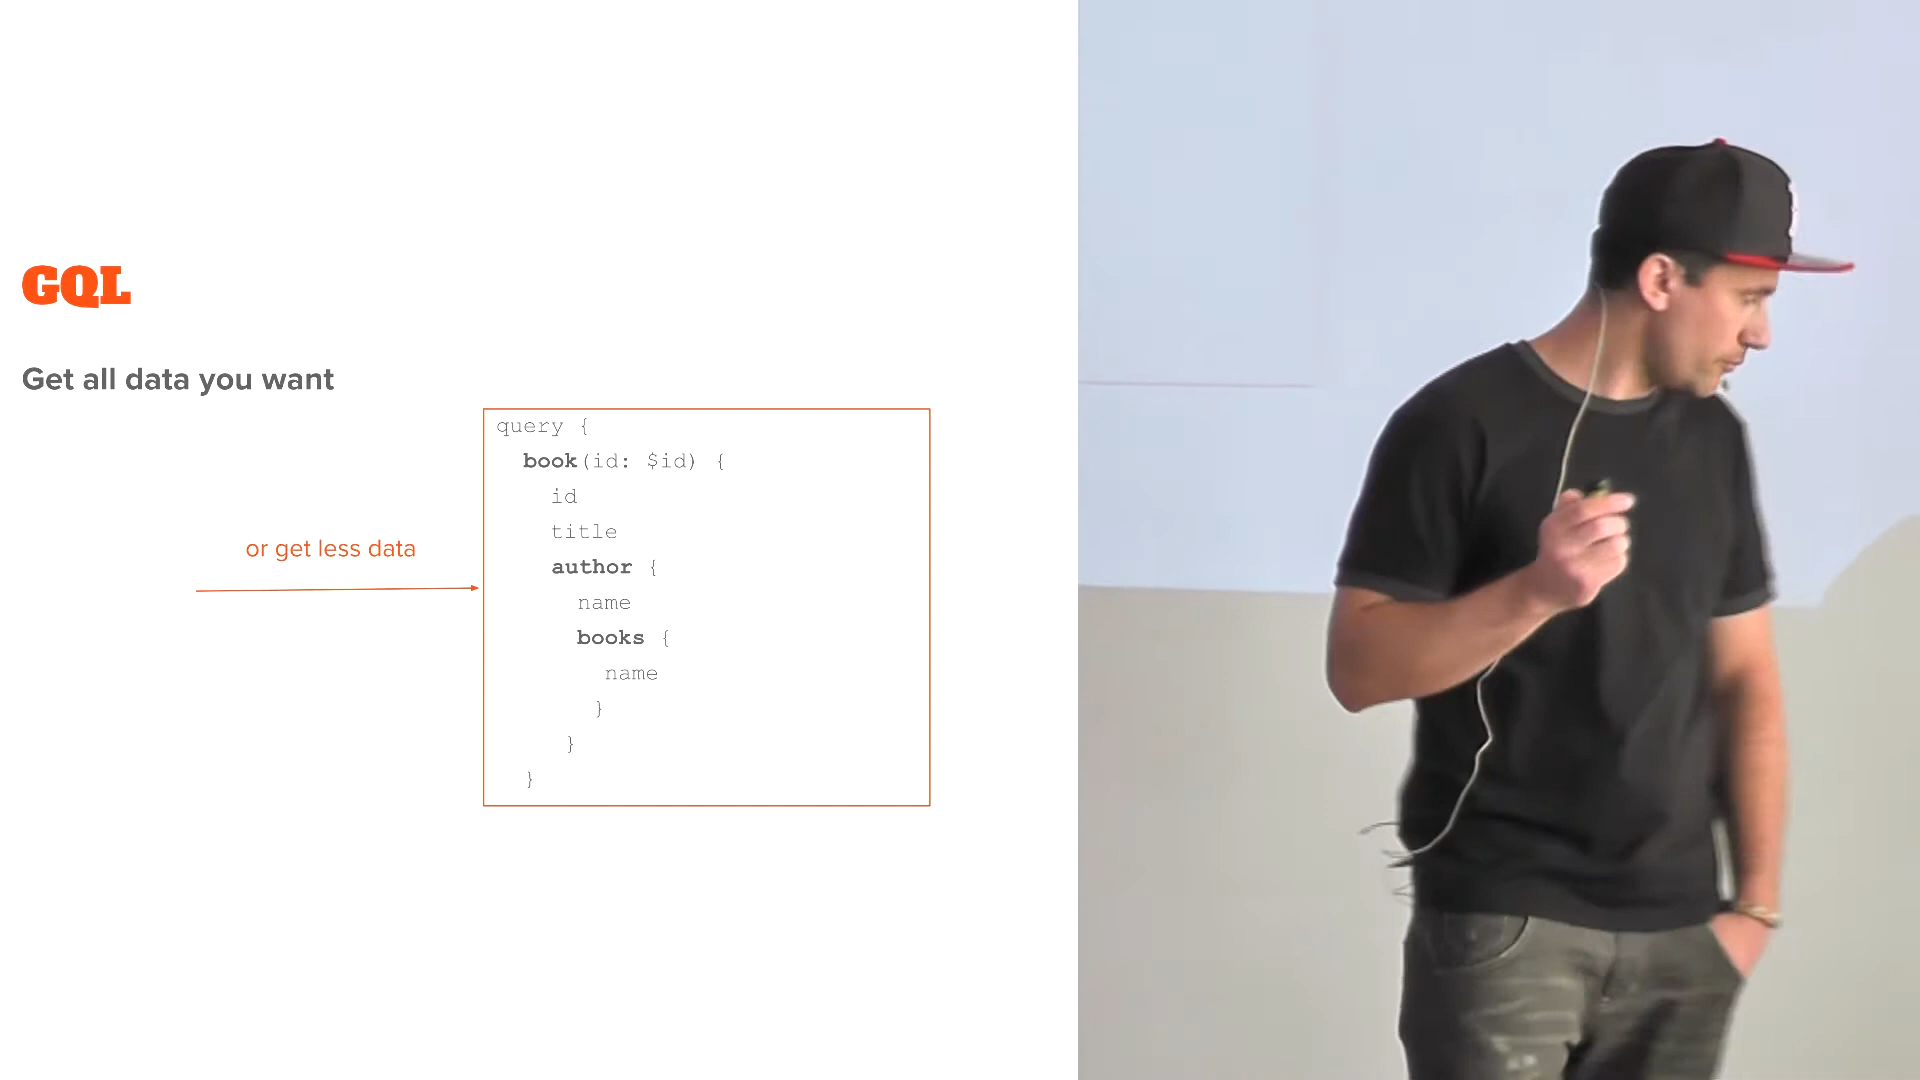 GQL
Get all data you want
or get less data
query {
book(id: $id) {
id
title
author {
name
books {
name
}
}
}